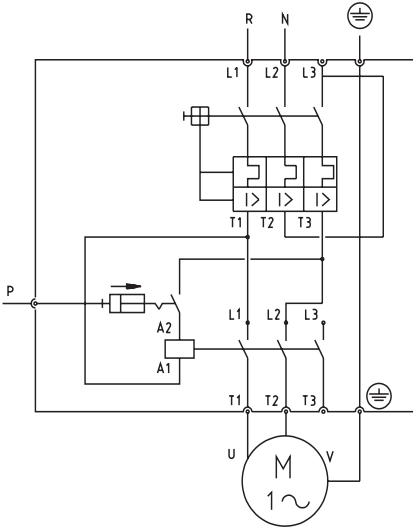 R N
L1 L2 L3
I> I> I>
T1 T2 T3
P
L1 L2 L3
A2
A1
T1 T2 T3
U V
M
1~